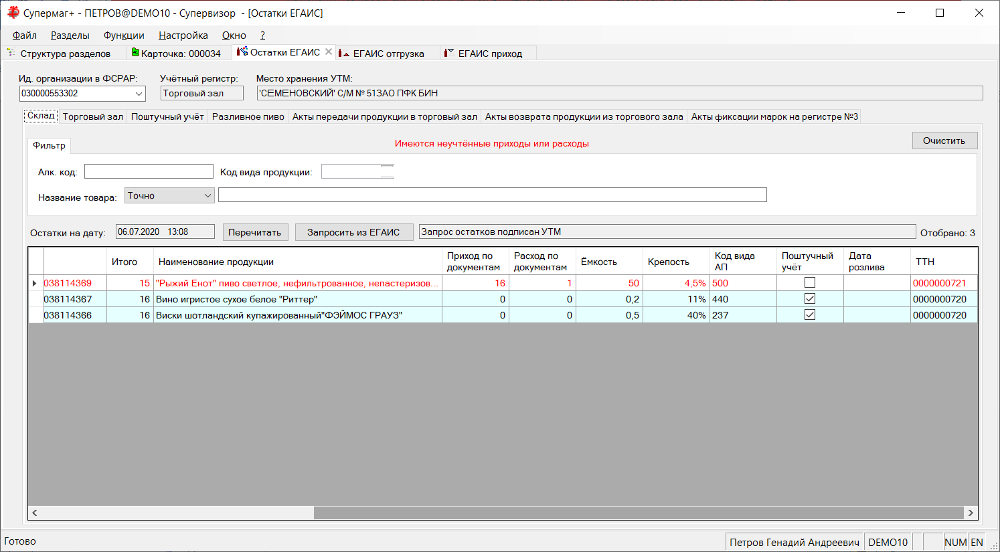 Супермаг+ - ПЕТРОВ@DEMO10 - Супервизор - [Остатки ЕГАИС]
Файл Разделы Функции Настройка Окно ?
Структура разделов Карточка: 000034 Остатки ЕГАИС ЕГАИС отгрузка ЕГАИС приход
Ид. организации в ФСРАР: Учётный регистр: Место хранения УТМ:
030000553302 Торговый зал 'СЕМЕНОВСКИЙ' С/М № 513АО ПФК БИН
Склад Торговый зал Поштучный учёт Разливное пиво Акты передачи продукции в торговый зал Акты возврата продукции из торгового зала Акты фиксации марок на регистре №3
Фильтр Имеются неучтённые приходы или расходы Очистить
Алк. код: Код вида продукции:
Название товара: Точно
Остатки на дату: 06.07.2020 13:08 Перечитать Запросить из ЕГАИС Запрос остатков подписан УТМ Отобрано: 3
Итого Наименование продукции Приход по документам Расход по документам Ёмкость Крепость Код вида АП Поштучный учёт Дата розлива ТТН
038114369 15 "Рыжий Енот" пиво светлое, нефильтрованное, непастеризов... 16 1 50 4,5% 500 0000000721
038114367 16 Вино игристое сухое белое "Риттер" 0 0 0,2 11% 440 0000000720
038114366 16 Виски шотландский купажированный"ФЭЙМОС ГРАУЗ" 0 0 0,5 40% 237 0000000720
Готово Петров Генадий Андреевич DEMO10 NUM EN